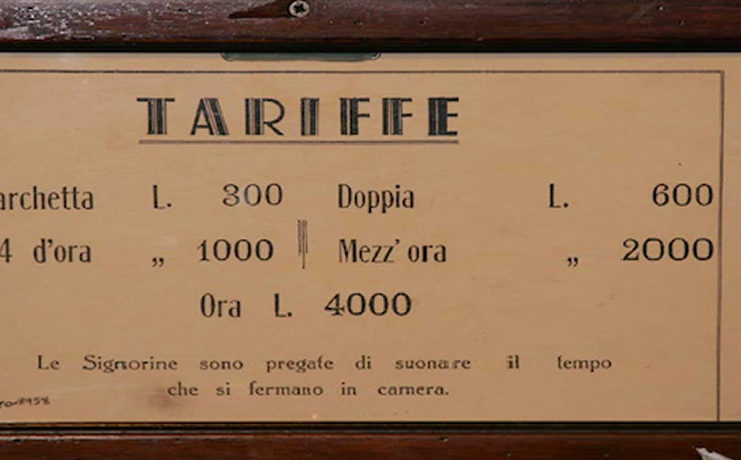 TARIFFE
archetta L. 300 Doppia L. 600
4 d'ora „ 1000 Mezz' ora „ 2000
Ora L. 4000
Le Signorine sono pregate di suonare il tempo
che si fermano in camera.